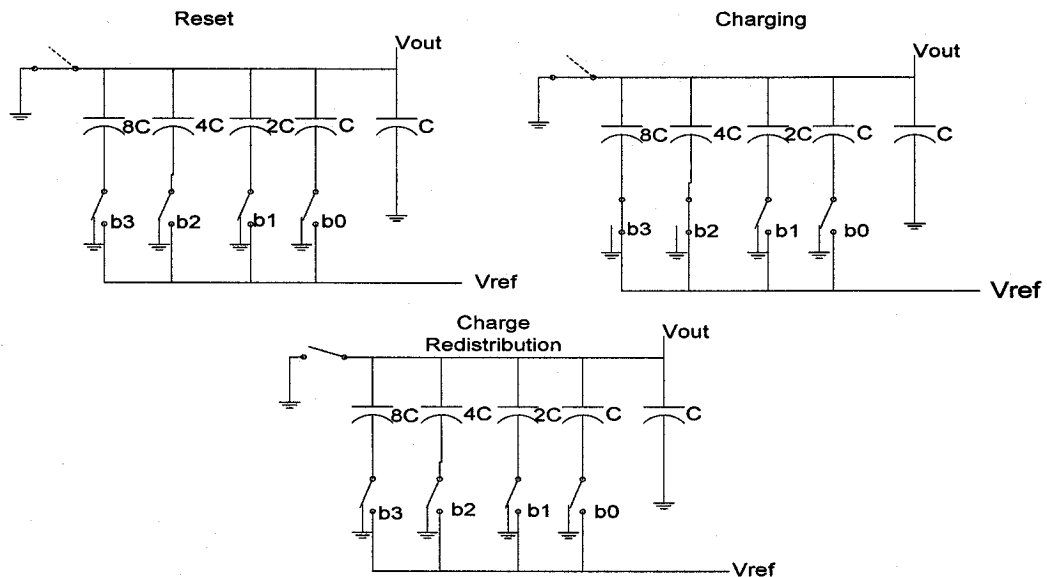 Reset
Vout
8C 4C 2C C C
b3 b2 b1 b0
Vref
Charging
Vout
8C 4C 2C C C
b3 b2 b1 b0
Vref
Charge
Redistribution
Vout
8C 4C 2C C C
b3 b2 b1 b0
Vref